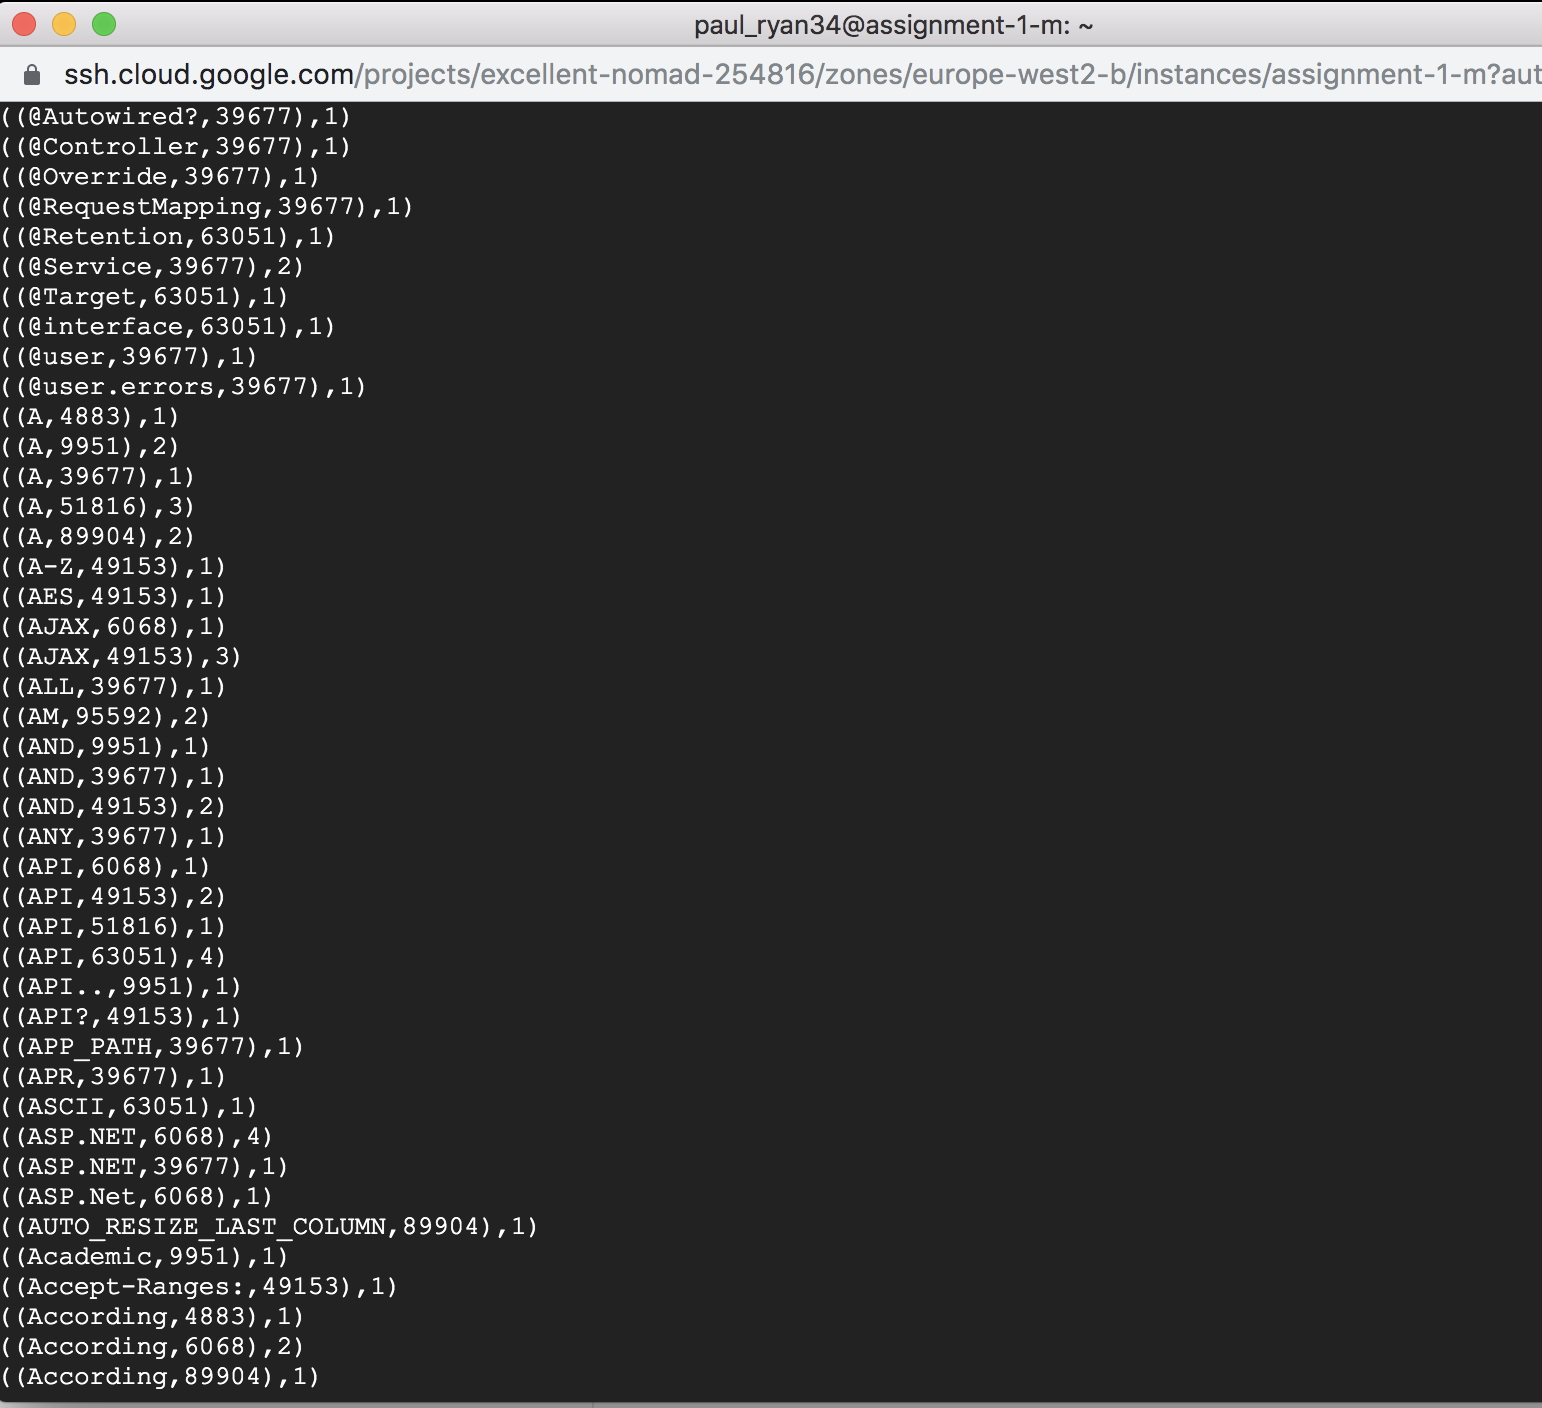 paul_ryan34@assignment-1-m: ~
ssh.cloud.google.com/projects/excellent-nomad-254816/zones/europe-west2-b/instances/assignment-1-m?aut
((@Autowired?,39677),1)
((@Controller,39677),1)
((@Override,39677),1)
((@RequestMapping,39677),1)
((@Retention,63051),1)
((@Service,39677),2)
((@Target,63051),1)
((@interface,63051),1)
((@user,39677),1)
((@user.errors,39677),1)
((A,4883),1)
((A,9951),2)
((A,39677),1)
((A,51816),3)
((A,89904),2)
((A-Z,49153),1)
((AES,49153),1)
((AJAX,6068),1)
((AJAX,49153),3)
((ALL,39677),1)
((AM,95592),2)
((AND,9951),1)
((AND,39677),1)
((AND,49153),2)
((ANY,39677),1)
((API,6068),1)
((API,49153),2)
((API,51816),1)
((API,63051),4)
((API..,9951),1)
((API?,49153),1)
((APP_PATH,39677),1)
((APR,39677),1)
((ASCII,63051),1)
((ASP.NET,6068),4)
((ASP.NET,39677),1)
((ASP.Net,6068),1)
((AUTO_RESIZE_LAST_COLUMN,89904),1)
((Academic,9951),1)
((Accept-Ranges:,49153),1)
((According,4883),1)
((According,6068),2)
((According,89904),1)